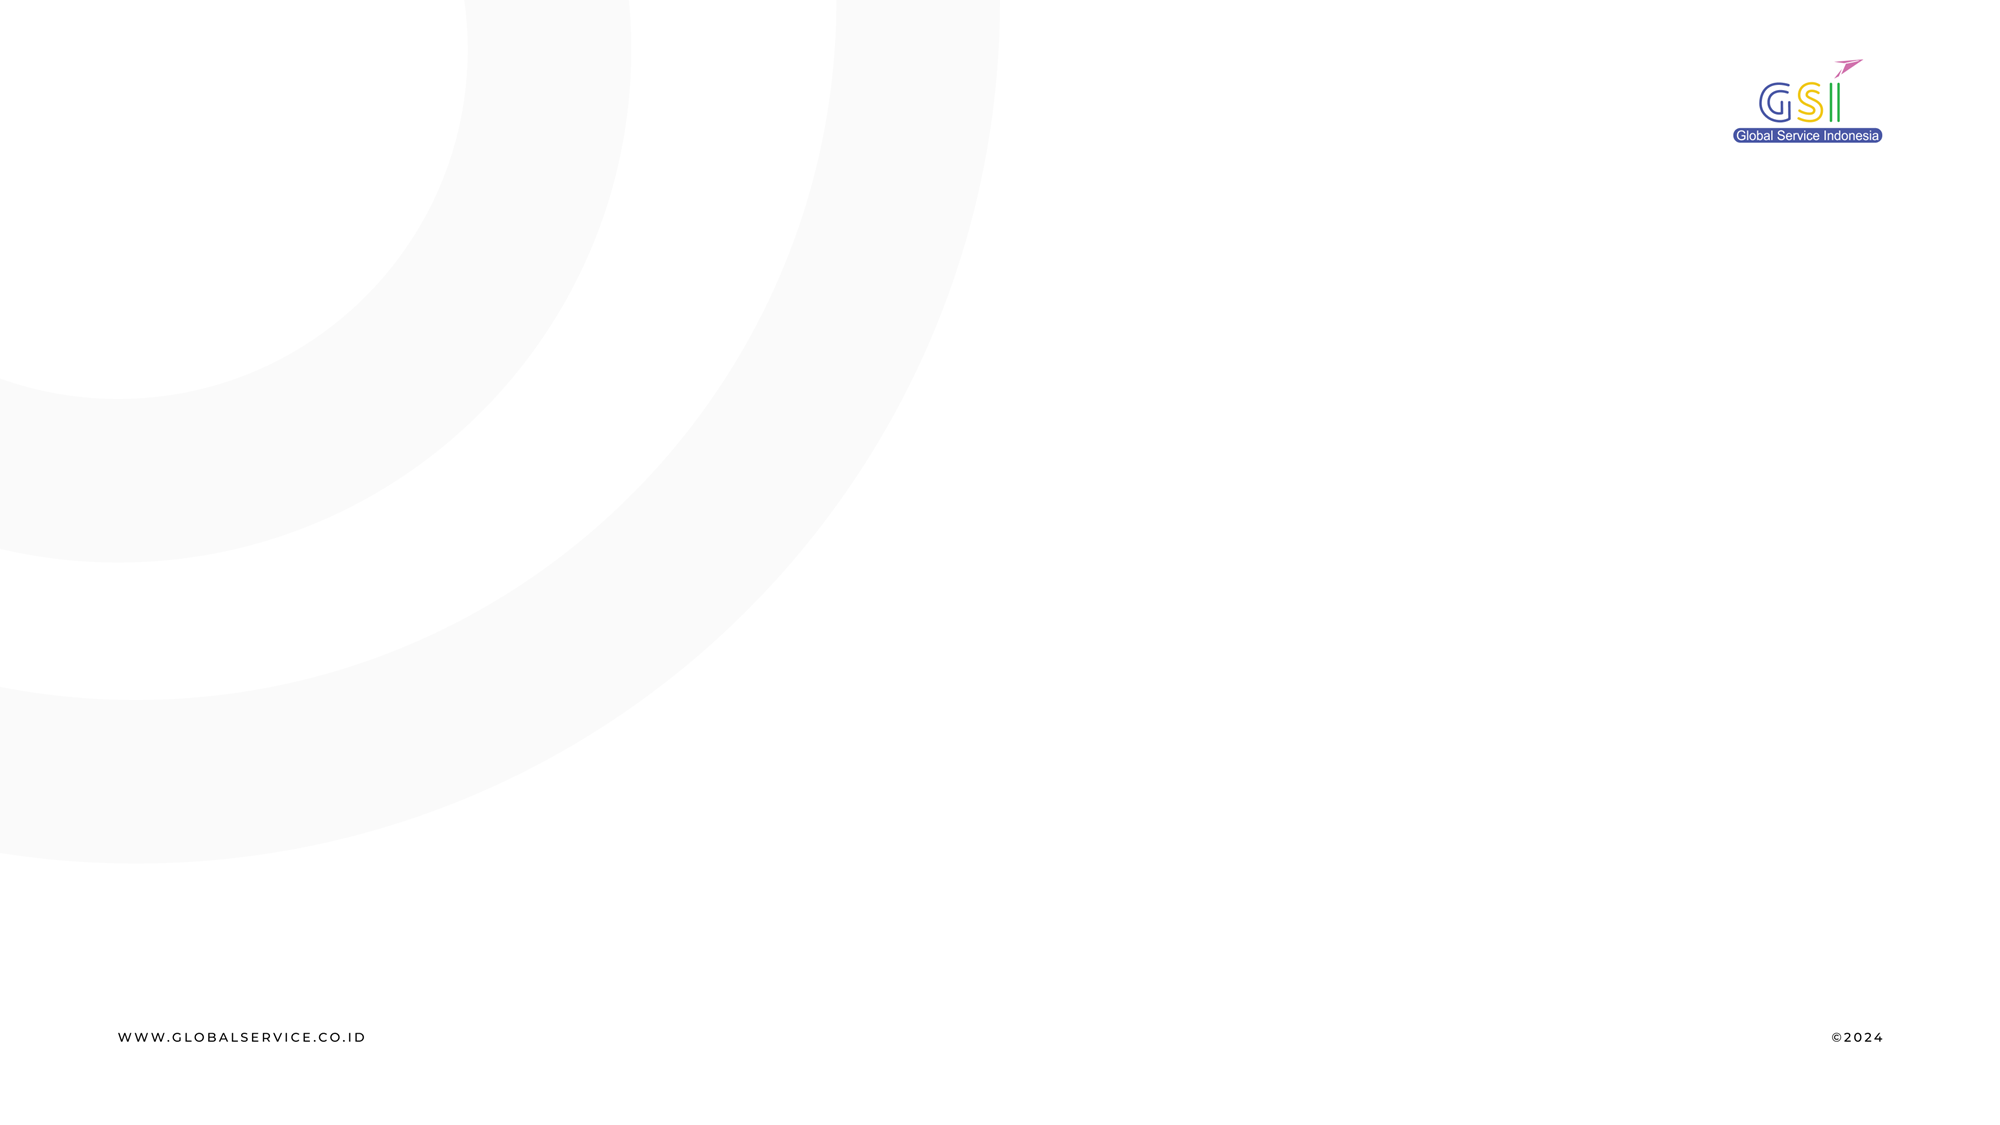 GSI
Global Service Indonesia
WWW.GLOBALSERVICE.CO.ID
©2024